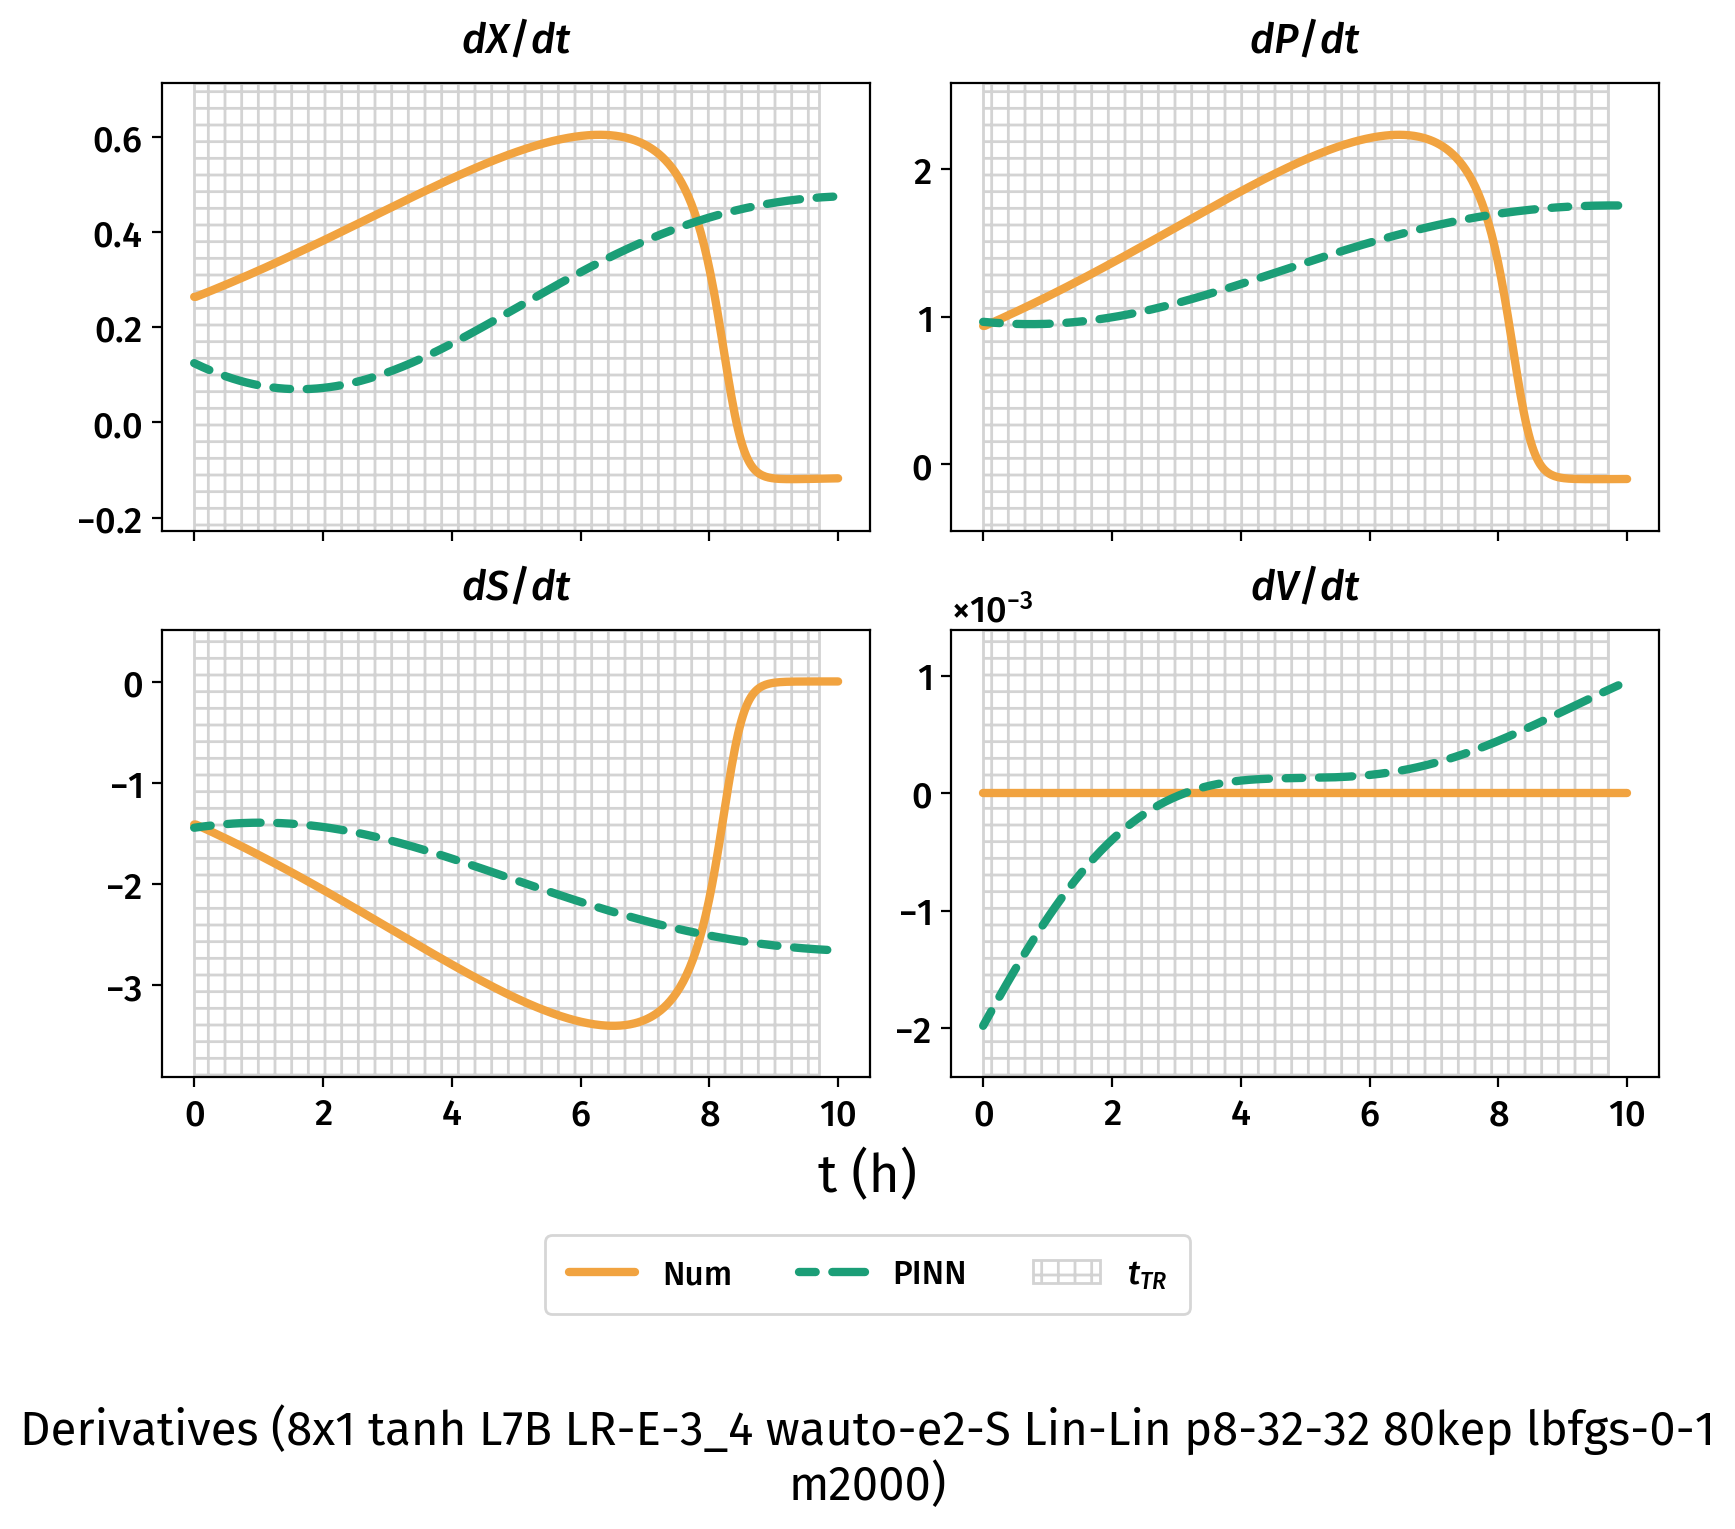 dX/dt
dP/dt
0.6
0.4
0.2
0.0
−0.2
2
1
0
dS/dt
dV/dt
×10⁻³
0
−1
−2
−3
1
0
−1
−2
0 2 4 6 8 10
0 2 4 6 8 10
t (h)
Num PINN t_TR
Derivatives (8x1 tanh L7B LR-E-3_4 wauto-e2-S Lin-Lin p8-32-32 80kep lbfgs-0-1
m2000)